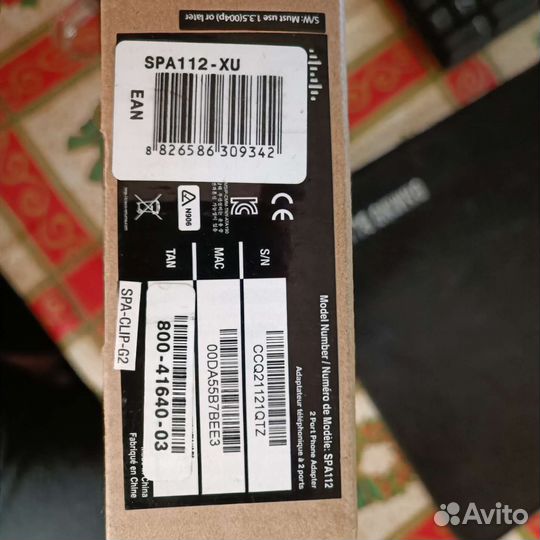 S/W: Must use 1.3.5(004p) or later
SPA112-XU
EAN
8 826586 309342
N906
CE
TAN
MAC
S/N
SPA-CLIP-G2
800-41640-03
00DA55B7BEE3
CCQ21121QTZ
Model Number / Numéro de Modèle: SPA112
2 Port Phone Adapter
Adaptateur téléphonique à 2 ports
China
Fabriqué en Chine
Avito